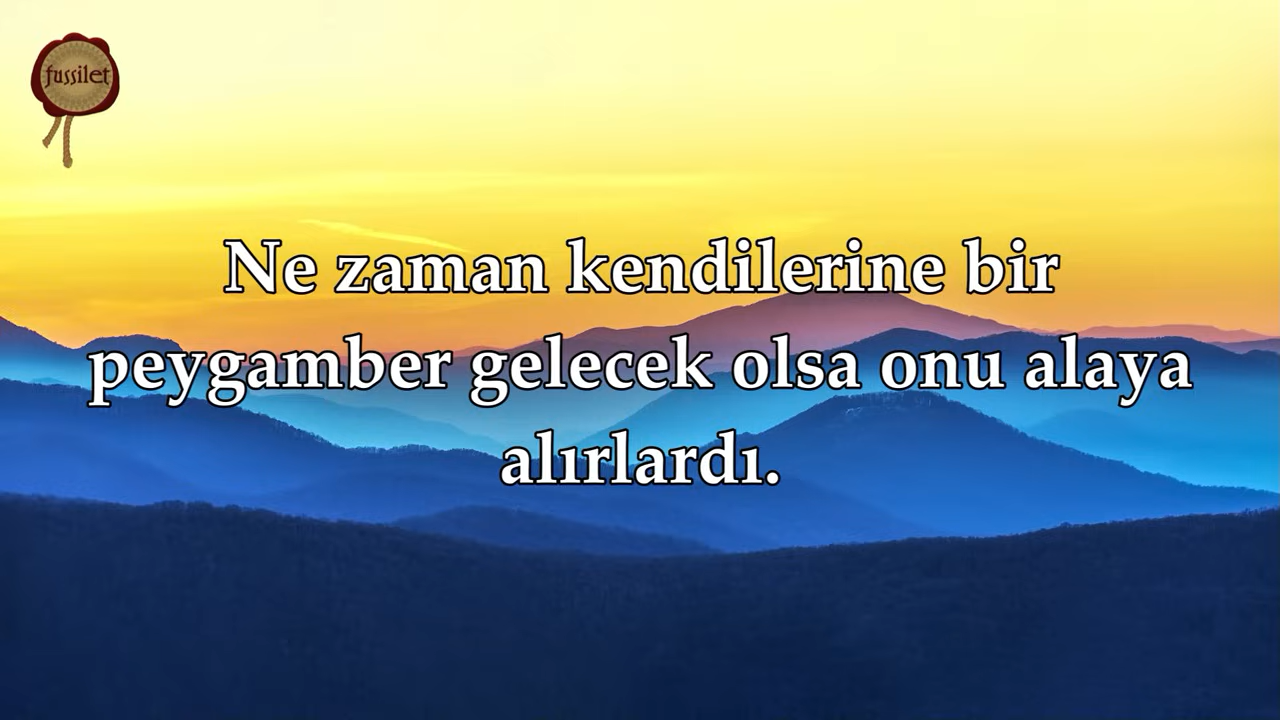 fussilet
Ne zaman kendilerine bir
peygamber gelecek olsa onu alaya
alırlardı.